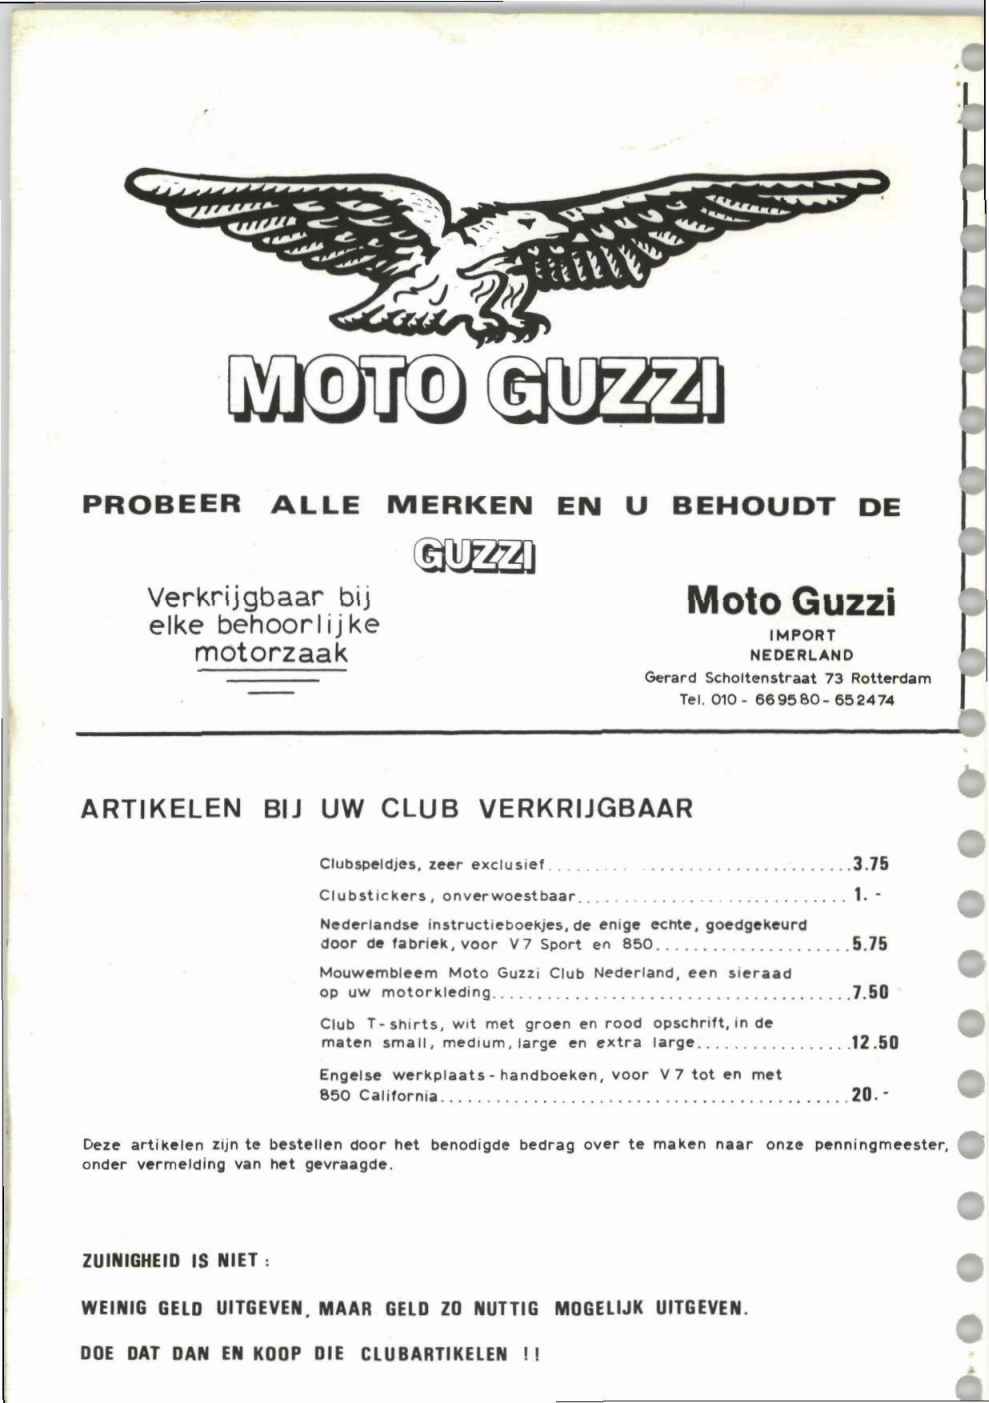 MOTO GUZZI
PROBEER ALLE MERKEN EN U BEHOUDT DE
GUZZI
Verkrijgbaar bij
elke behoorlijke
motorzaak
Moto Guzzi
IMPORT
NEDERLAND
Gerard Scholtenstraat 73 Rotterdam
Tel. 010 - 669580 - 652474
ARTIKELEN BIJ UW CLUB VERKRIJGBAAR
Clubspeldjes, zeer exclusief.......................................3.75
Clubstickers, onverwoestbaar..............................1. -
Nederlandse instructieboekjes, de enige echte, goedgekeurd
door de fabriek, voor V7 Sport en 850.....................5.75
Mouwembleem Moto Guzzi Club Nederland, een sieraad
op uw motorkleding.......................................7.50
Club T-shirts, wit met groen en rood opschrift, in de
maten small, medium, large en extra large.................12.50
Engelse werkplaats-handboeken, voor V7 tot en met
850 California.............................................20. -
Deze artikelen zijn te bestellen door het benodigde bedrag over te maken naar onze penningmeester,
onder vermelding van het gevraagde.
ZUINIGHEID IS NIET :
WEINIG GELD UITGEVEN, MAAR GELD ZO NUTTIG MOGELIJK UITGEVEN.
DOE DAT DAN EN KOOP DIE CLUBARTIKELEN !!